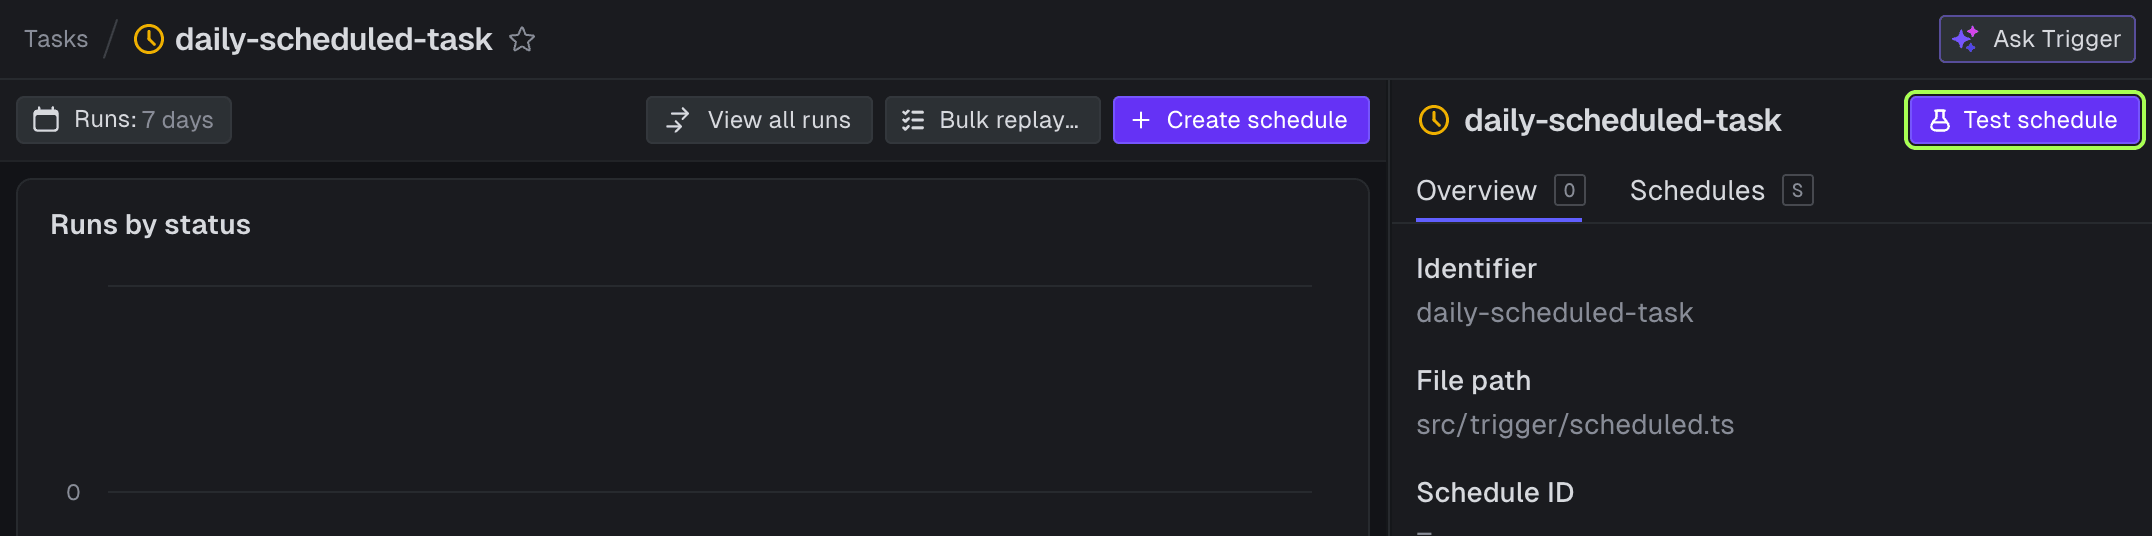 Tasks / daily-scheduled-task
Ask Trigger
Runs: 7 days
View all runs
Bulk replay...
+ Create schedule
Runs by status
0
daily-scheduled-task
Test schedule
Overview O
Schedules S
Identifier
daily-scheduled-task
File path
src/trigger/scheduled.ts
Schedule ID